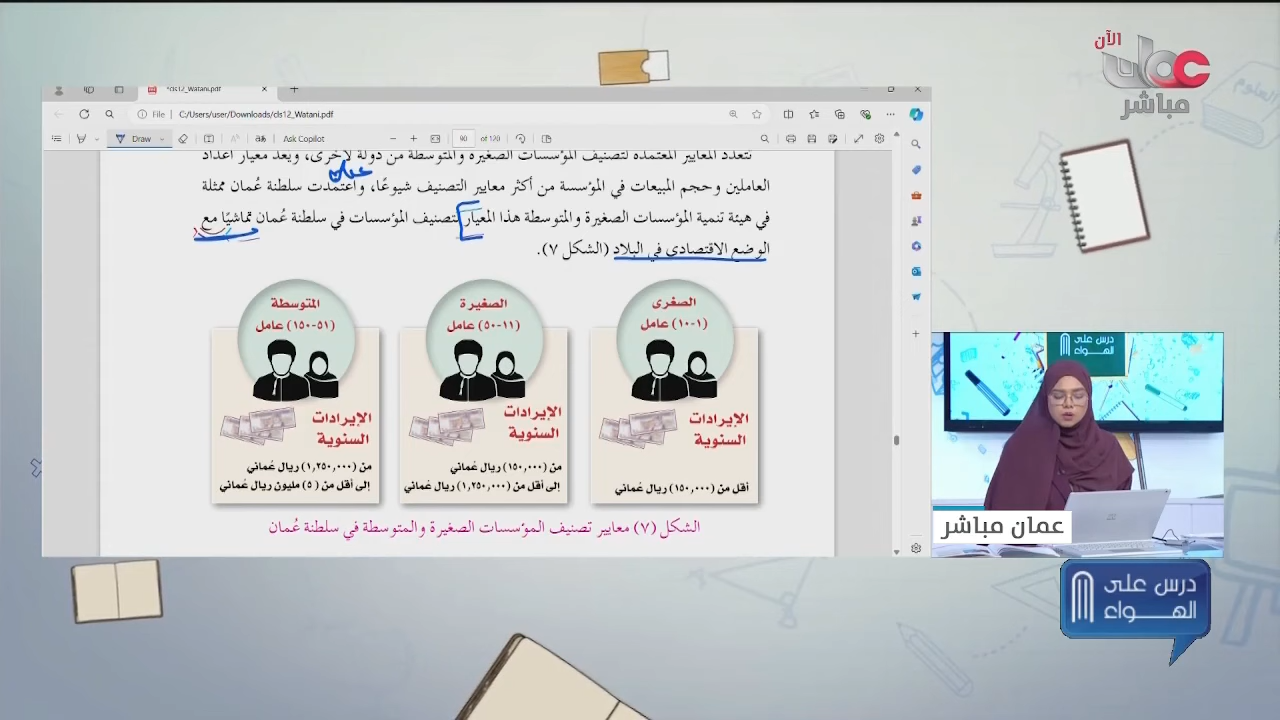 الآن
عمان
مباشر
العلوم
cls12_Watani.pdf
File
C:/Users/user/Downloads/cls12_Watani.pdf
Draw
Ask Copilot
90 of 120
تتعدد المعايير المعتمدة لتصنيف المؤسسات الصغيرة والمتوسطة من دولة لأخرى، ويعد معيار أعداد
العاملين وحجم المبيعات في المؤسسة من أكثر معايير التصنيف شيوعًا، واعتمدت سلطنة عُمان ممثلة
في هيئة تنمية المؤسسات الصغيرة والمتوسطة هذا المعيار لتصنيف المؤسسات في سلطنة عُمان تماشيًا مع
الوضع الاقتصادي في البلاد (الشكل ٧).
الصغرى
(١-١٠) عامل
الإيرادات
السنوية
أقل من (١٥٠,٠٠٠) ريال عُماني
الصغيرة
(١١-٥٠) عامل
الإيرادات
السنوية
من (١٥٠,٠٠٠) ريال عُماني
إلى أقل من (١,٢٥٠,٠٠٠) ريال عُماني
المتوسطة
(٥١-١٥٠) عامل
الإيرادات
السنوية
من (١,٢٥٠,٠٠٠) ريال عُماني
إلى أقل من (٥) مليون ريال عُماني
الشكل (٧) معايير تصنيف المؤسسات الصغيرة والمتوسطة في سلطنة عُمان
درس على
الهواء
عمان مباشر
درس على
الهـــواء